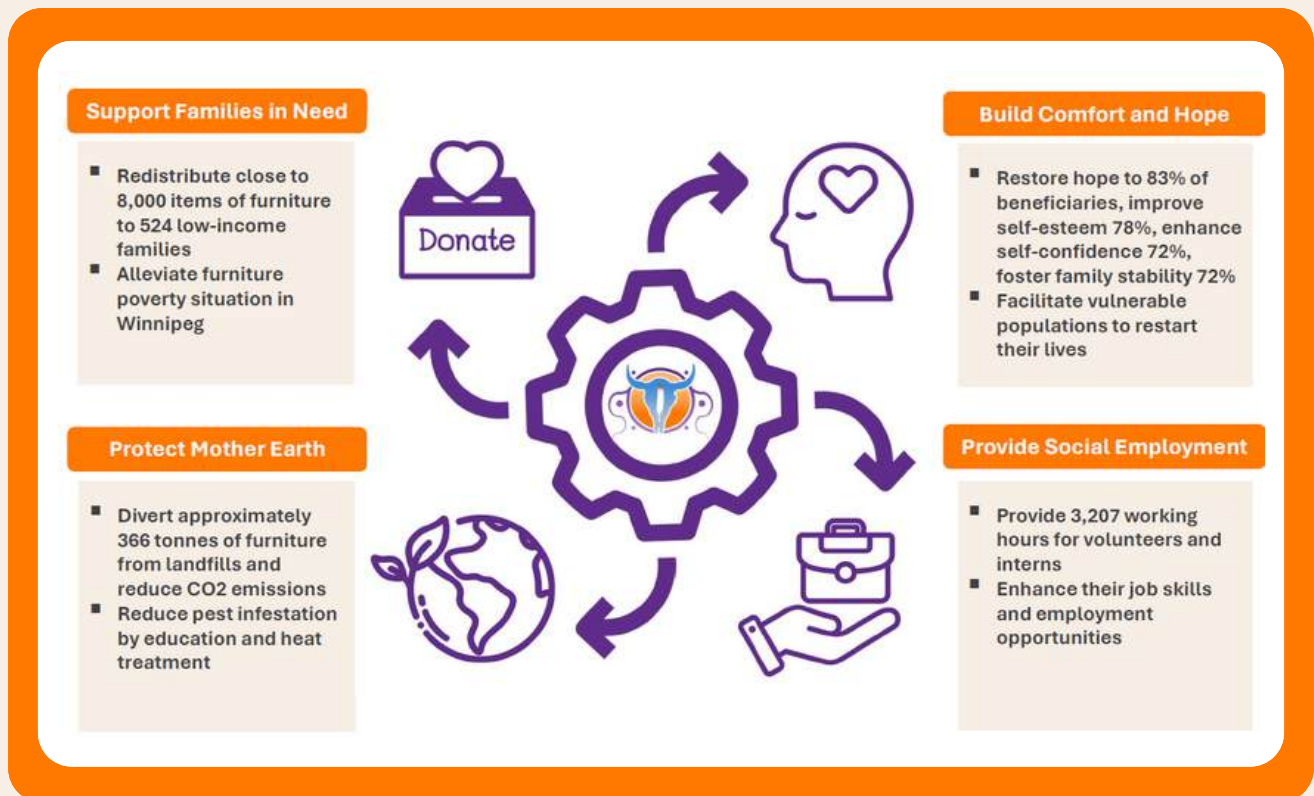 Support Families in Need
▪ Redistribute close to
8,000 items of furniture
to 524 low-income
families
▪ Alleviate furniture
poverty situation in
Winnipeg
Donate
Build Comfort and Hope
▪ Restore hope to 83% of
beneficiaries, improve
self-esteem 78%, enhance
self-confidence 72%,
foster family stability 72%
▪ Facilitate vulnerable
populations to restart
their lives
Protect Mother Earth
▪ Divert approximately
366 tonnes of furniture
from landfills and
reduce CO2 emissions
▪ Reduce pest infestation
by education and heat
treatment
Provide Social Employment
▪ Provide 3,207 working
hours for volunteers and
interns
▪ Enhance their job skills
and employment
opportunities